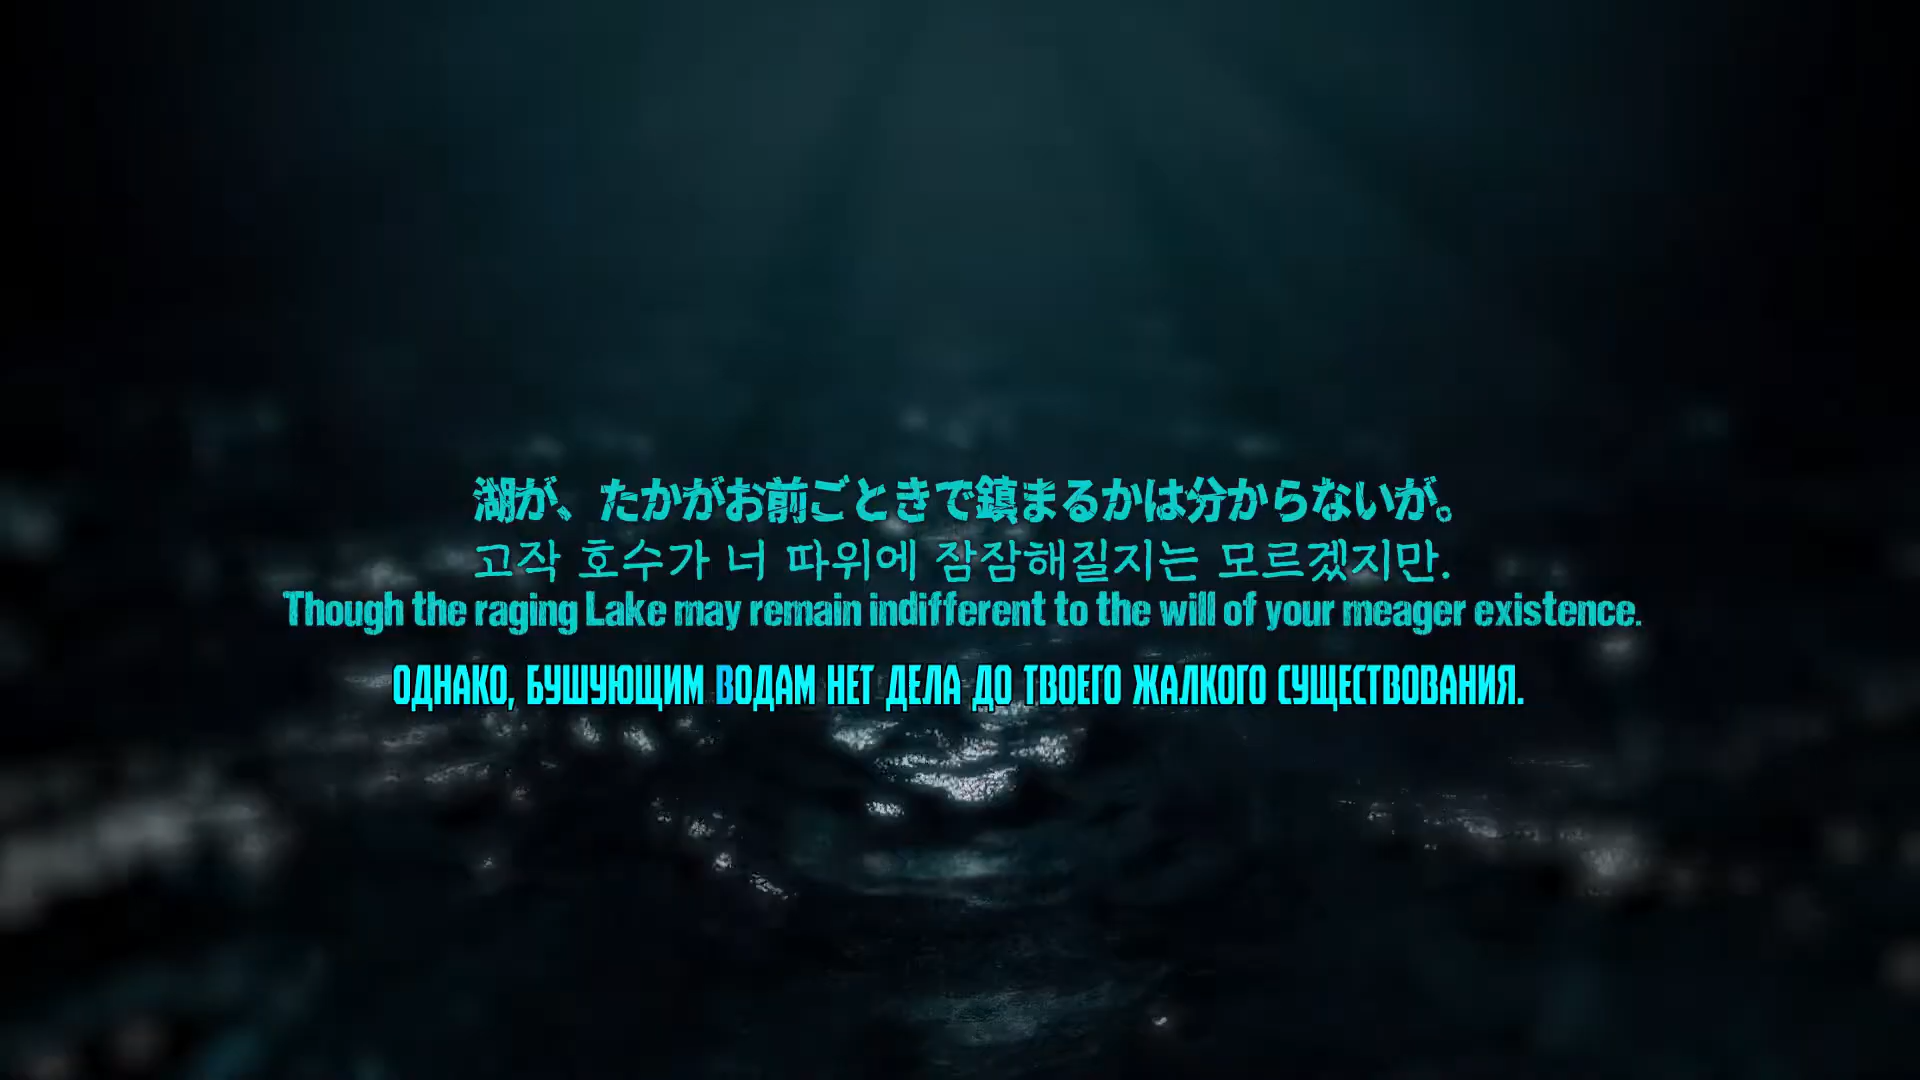 湖が、たかがお前ごときで鎮まるかは分からないが。
고작 호수가 너 따위에 잠잠해질지는 모르겠지만.
Though the raging Lake may remain indifferent to the will of your meager existence.
ОДНАКО, БУШУЮЩИМ ВОДАМ НЕТ ДЕЛА ДО ТВОЕГО ЖАЛКОГО СУЩЕСТВОВАНИЯ.